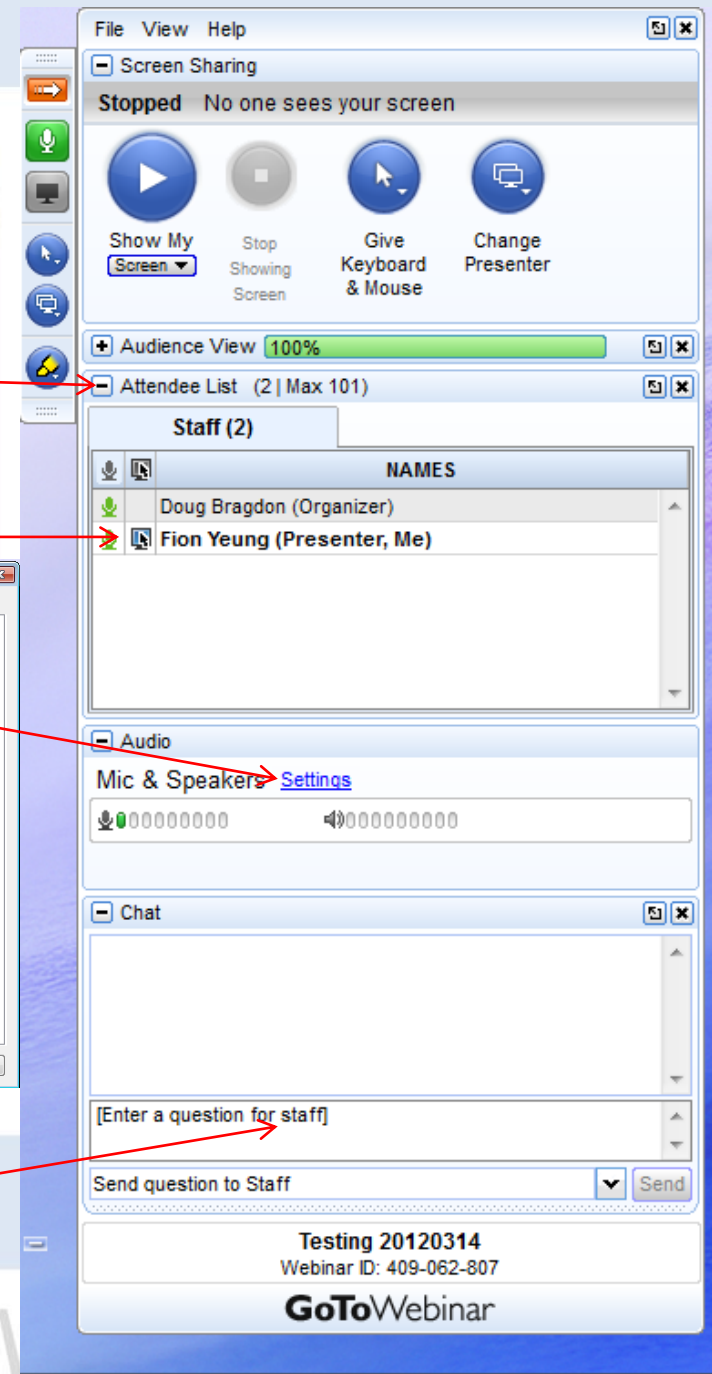 File View Help
Screen Sharing
Stopped No one sees your screen
Show My
Screen
Stop
Showing
Screen
Give
Keyboard
& Mouse
Change
Presenter
Audience View 100%
Attendee List (2 | Max 101)
Staff (2)
NAMES
Doug Bragdon (Organizer)
Fion Yeung (Presenter, Me)
Audio
Mic & Speakers Settings
Chat
[Enter a question for staff]
Send question to Staff
Send
Testing 20120314
Webinar ID: 409-062-807
GoToWebinar